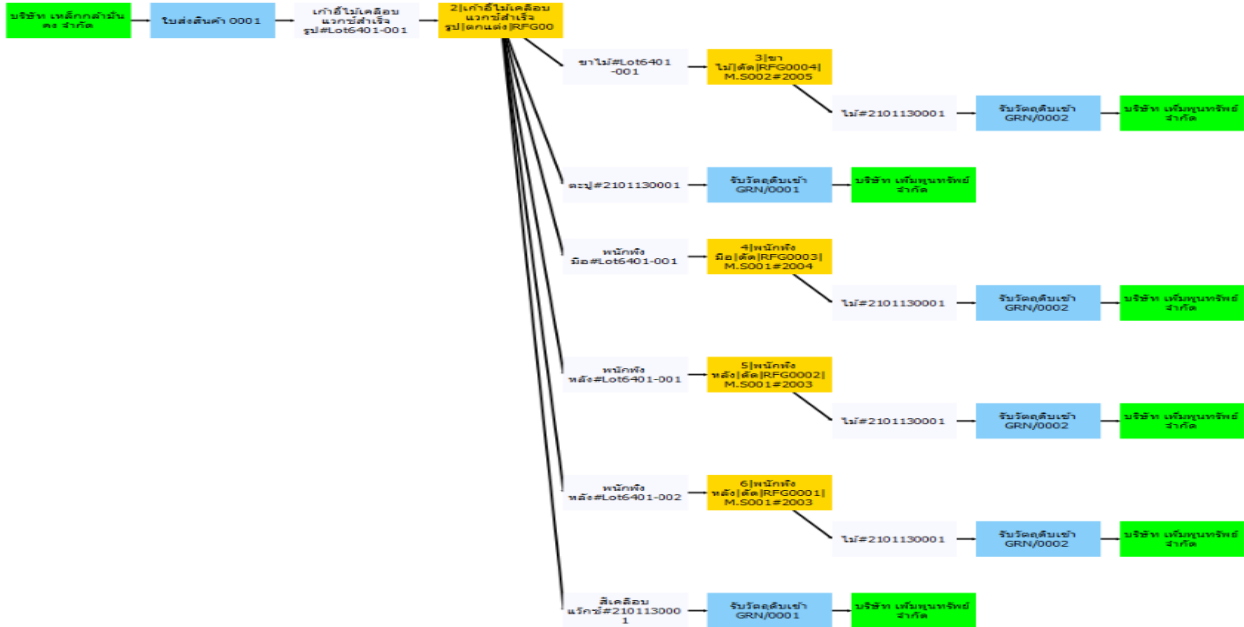 บริษัท เหล็กกล้ามั่น
คง จำกัด
ใบส่งสินค้า 0001
เก้าอี้ไม้เคลือบ
แวกซ์สำเร็จ
รูป#Lot6401-001
2|เก้าอี้ไม้เคลือบ
แวกซ์สำเร็จ
รูป|ตกแต่ง|RFG00
ขาไม้#Lot6401
-001
3|ขา
ไม้|ตัด|RFG0004|
M.S002#2005
ไม้#2101130001
รับวัตถุดิบเข้า
GRN/0002
บริษัท เพิ่มพูนทรัพย์
จำกัด
ตะปู#2101130001
รับวัตถุดิบเข้า
GRN/0001
บริษัท เพิ่มพูนทรัพย์
จำกัด
พนักพิง
มือ#Lot6401-001
4|พนักพิง
มือ|ตัด|RFG0003|
M.S001#2004
ไม้#2101130001
รับวัตถุดิบเข้า
GRN/0002
บริษัท เพิ่มพูนทรัพย์
จำกัด
พนักพิง
หลัง#Lot6401-001
5|พนักพิง
หลัง|ตัด|RFG0002|
M.S001#2003
ไม้#2101130001
รับวัตถุดิบเข้า
GRN/0002
บริษัท เพิ่มพูนทรัพย์
จำกัด
พนักพิง
หลัง#Lot6401-002
6|พนักพิง
หลัง|ตัด|RFG0001|
M.S001#2003
ไม้#2101130001
รับวัตถุดิบเข้า
GRN/0002
บริษัท เพิ่มพูนทรัพย์
จำกัด
สีเคลือบ
แว๊กซ์#210113000
1
รับวัตถุดิบเข้า
GRN/0001
บริษัท เพิ่มพูนทรัพย์
จำกัด